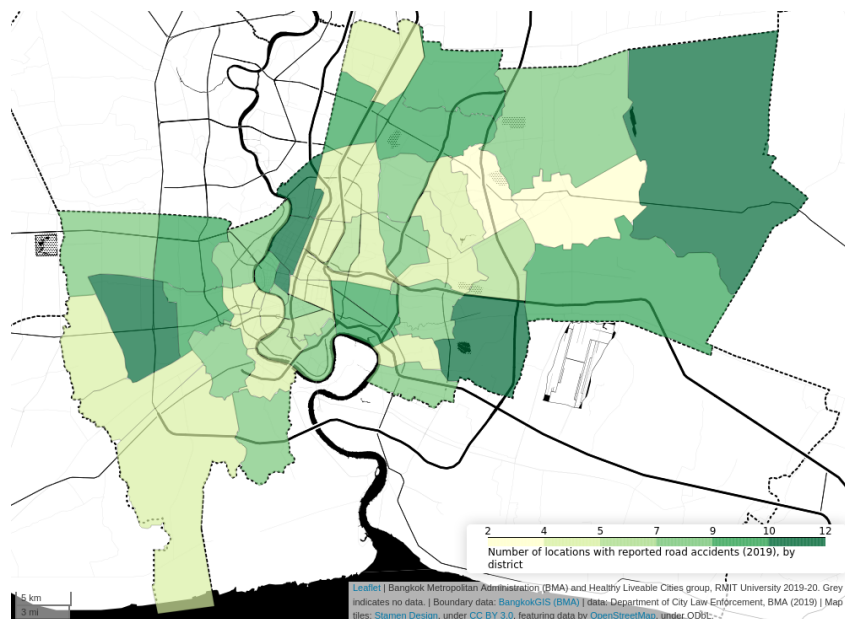 2 4 5 7 9 10 12
Number of locations with reported road accidents (2019), by
district
5 km
3 mi
Leaflet | Bangkok Metropolitan Administration (BMA) and Healthy Liveable Cities group, RMIT University 2019-20. Grey
indicates no data. | Boundary data: BangkokGIS (BMA) | data: Department of City Law Enforcement, BMA (2019) | Map
tiles: Stamen Design, under CC BY 3.0, featuring data by OpenStreetMap, under ODbL.